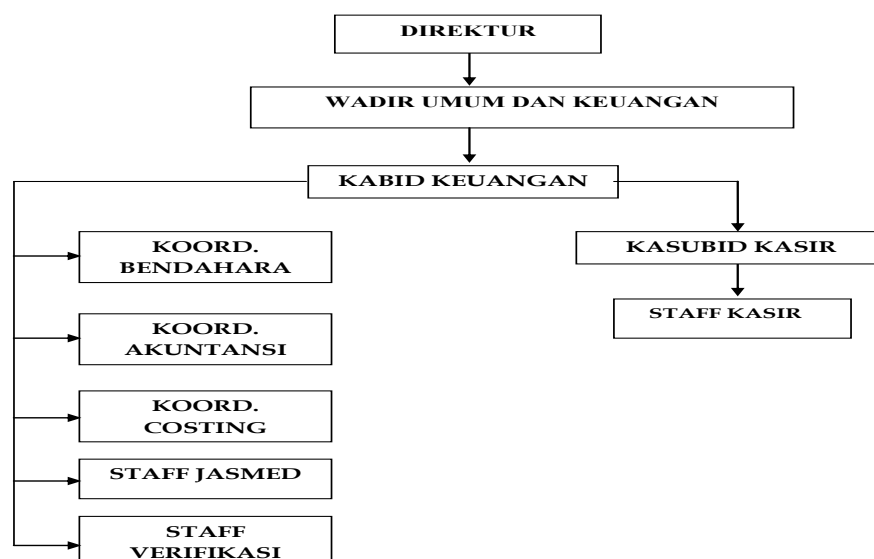 DIREKTUR
WADIR UMUM DAN KEUANGAN
KABID KEUANGAN
KOORD.
BENDAHARA
KASUBID KASIR
STAFF KASIR
KOORD.
AKUNTANSI
KOORD.
COSTING
STAFF JASMED
STAFF
VERIFIKASI